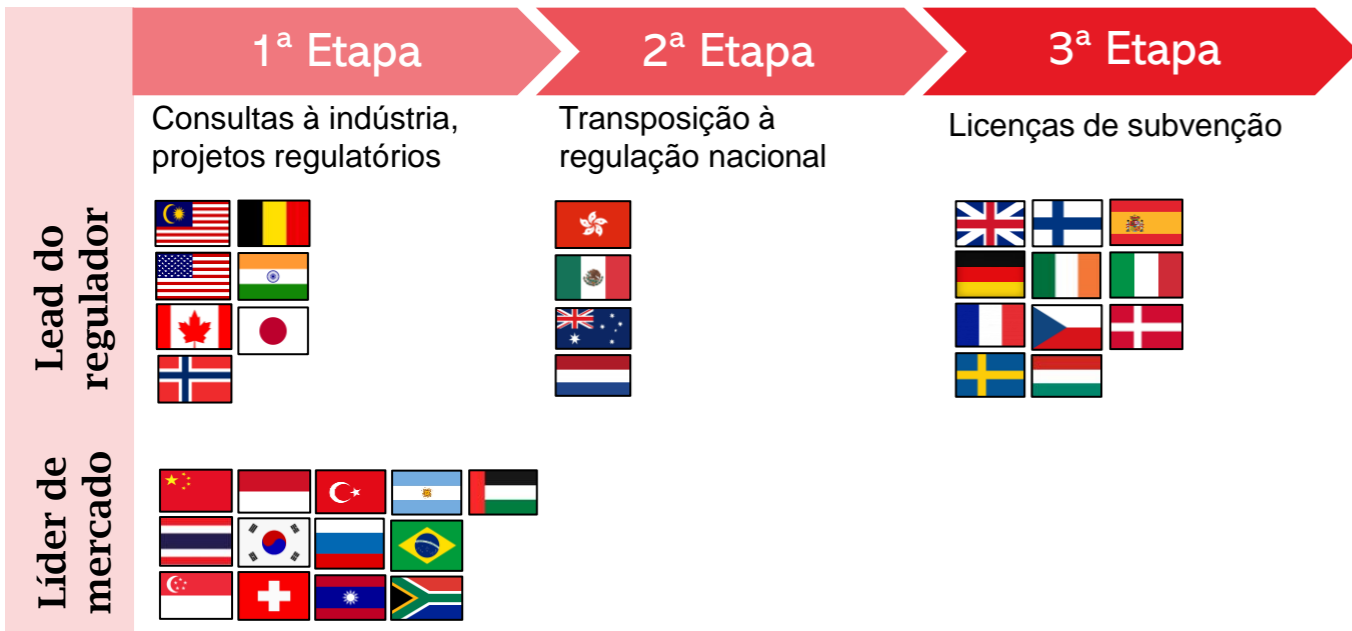 1ª Etapa
2ª Etapa
3ª Etapa
Consultas à indústria,
projetos regulatórios
Transposição à
regulação nacional
Licenças de subvenção
Lead do
regulador
Líder de
mercado